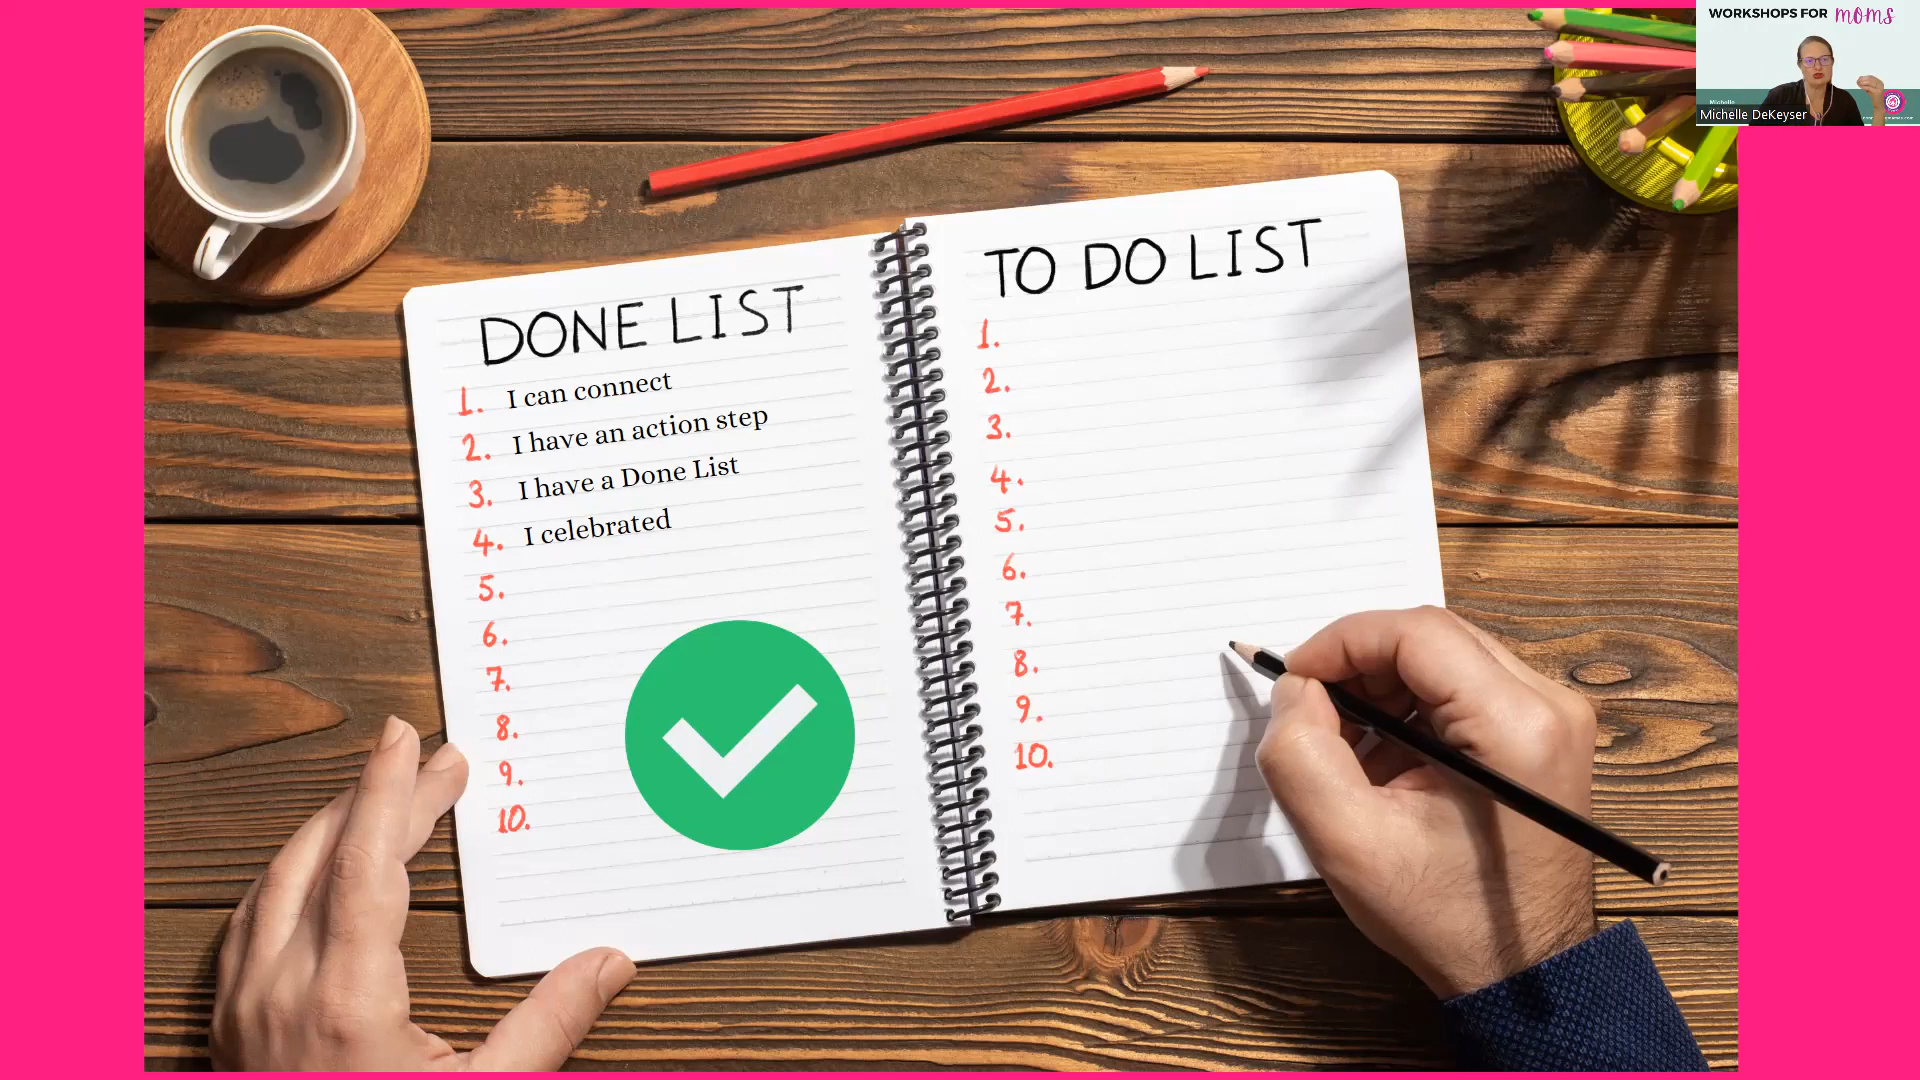 WORKSHOPS FOR moms
Michelle
Michelle DeKeyser
DONE LIST
1. I can connect
2. I have an action step
3. I have a Done List
4. I celebrated
5.
6.
7.
8.
9.
10.
TO DO LIST
1.
2.
3.
4.
5.
6.
7.
8.
9.
10.